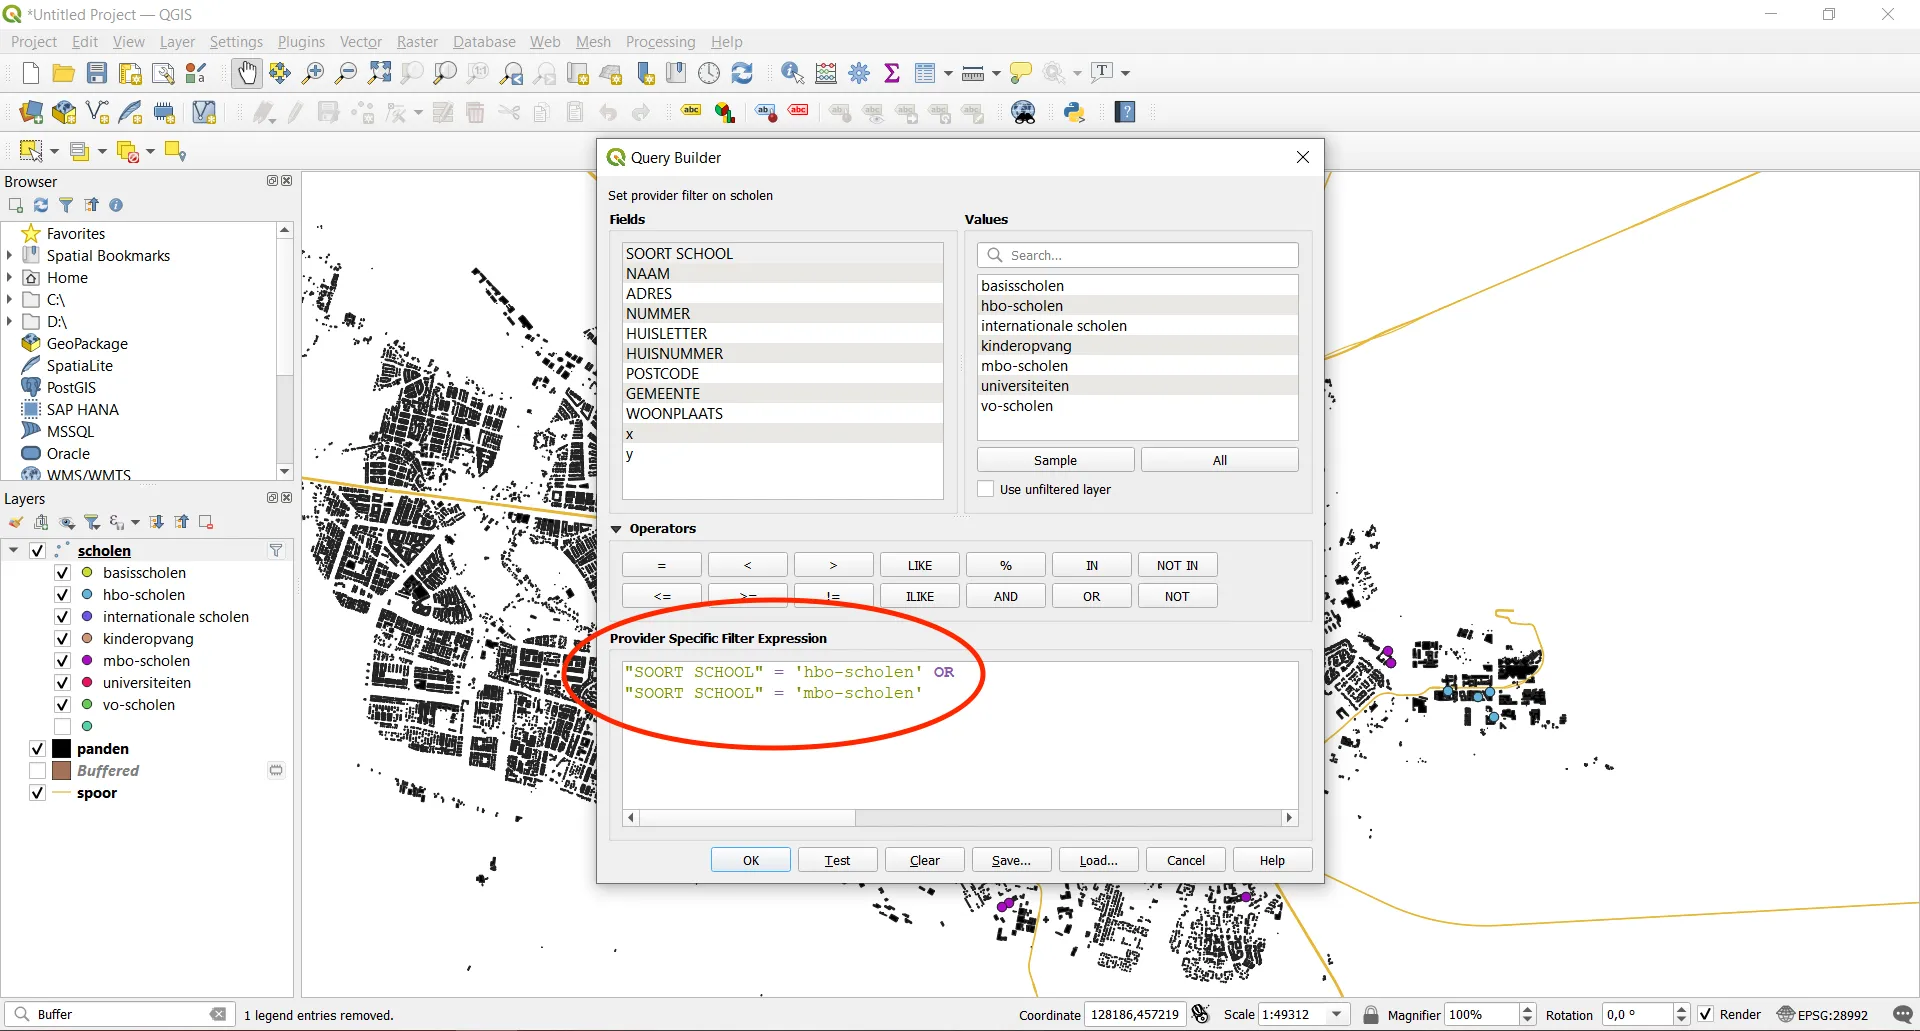 *Untitled Project — QGIS
Project Edit View Layer Settings Plugins Vector Raster Database Web Mesh Processing Help
Browser
Favorites
Spatial Bookmarks
Home
C:\
D:\
GeoPackage
SpatiaLite
PostGIS
SAP HANA
MSSQL
Oracle
WMS/WMTS
Layers
scholen
basisscholen
hbo-scholen
internationale scholen
kinderopvang
mbo-scholen
universiteiten
vo-scholen
panden
Buffered
spoor
Query Builder
Set provider filter on scholen
Fields
SOORT SCHOOL
NAAM
ADRES
NUMMER
HUISLETTER
HUISNUMMER
POSTCODE
GEMEENTE
WOONPLAATS
x
y
Values
Search...
basisscholen
hbo-scholen
internationale scholen
kinderopvang
mbo-scholen
universiteiten
vo-scholen
Sample All
Use unfiltered layer
Operators
= < > LIKE % IN NOT IN
<= >= != ILIKE AND OR NOT
Provider Specific Filter Expression
"SOORT SCHOOL" = 'hbo-scholen' OR
"SOORT SCHOOL" = 'mbo-scholen'
OK Test Clear Save... Load... Cancel Help
Buffer 1 legend entries removed. Coordinate 128186,457219 Scale 1:49312 Magnifier 100% Rotation 0,0 ° Render EPSG:28992